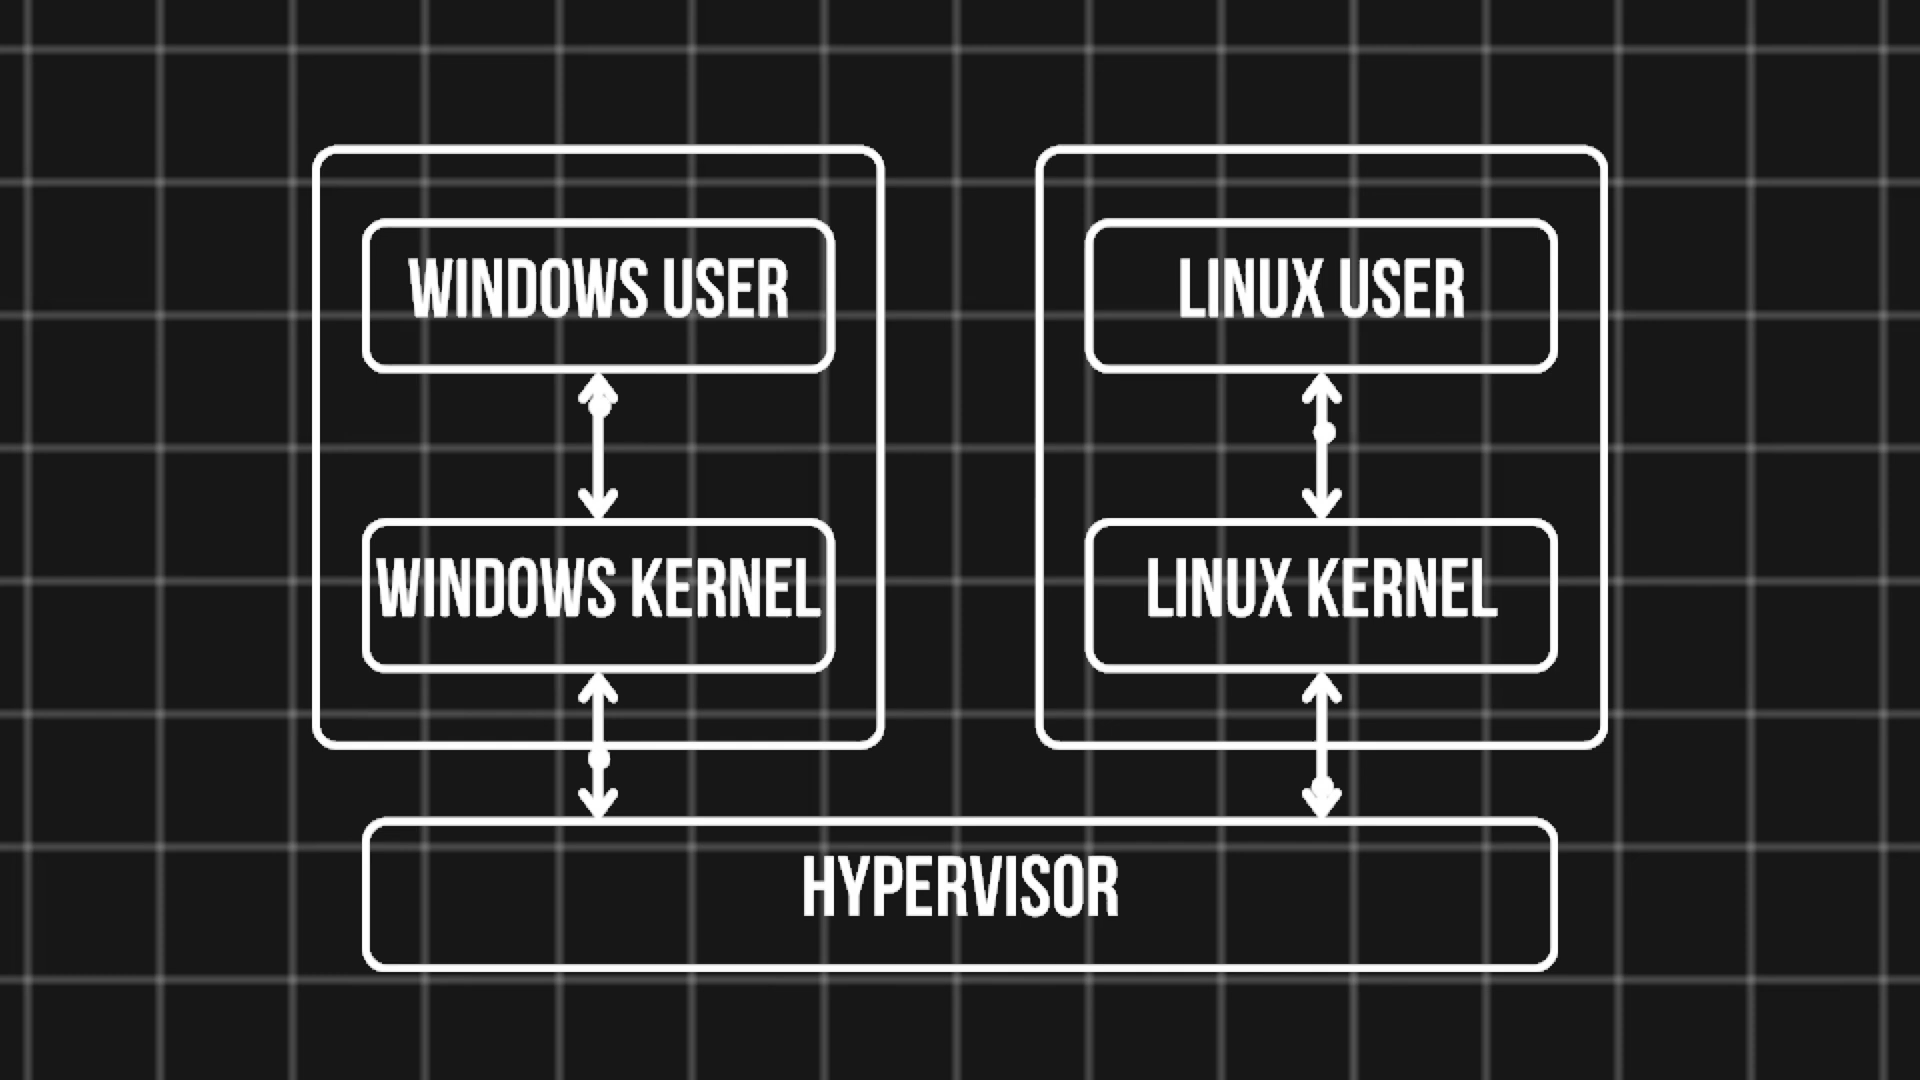 WINDOWS USER
LINUX USER
WINDOWS KERNEL
LINUX KERNEL
HYPERVISOR